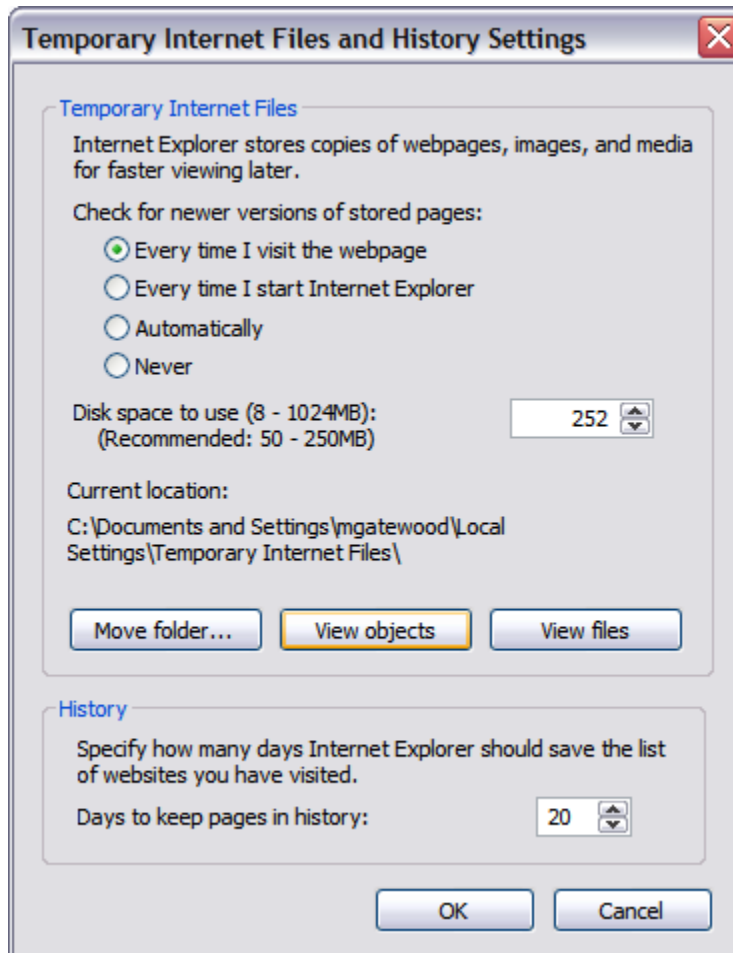 Temporary Internet Files and History Settings
Temporary Internet Files
Internet Explorer stores copies of webpages, images, and media
for faster viewing later.
Check for newer versions of stored pages:
Every time I visit the webpage
Every time I start Internet Explorer
Automatically
Never
Disk space to use (8 - 1024MB):
252
(Recommended: 50 - 250MB)
Current location:
C:\Documents and Settings\mgatewood\Local
Settings\Temporary Internet Files\
Move folder... View objects View files
History
Specify how many days Internet Explorer should save the list
of websites you have visited.
Days to keep pages in history: 20
OK Cancel